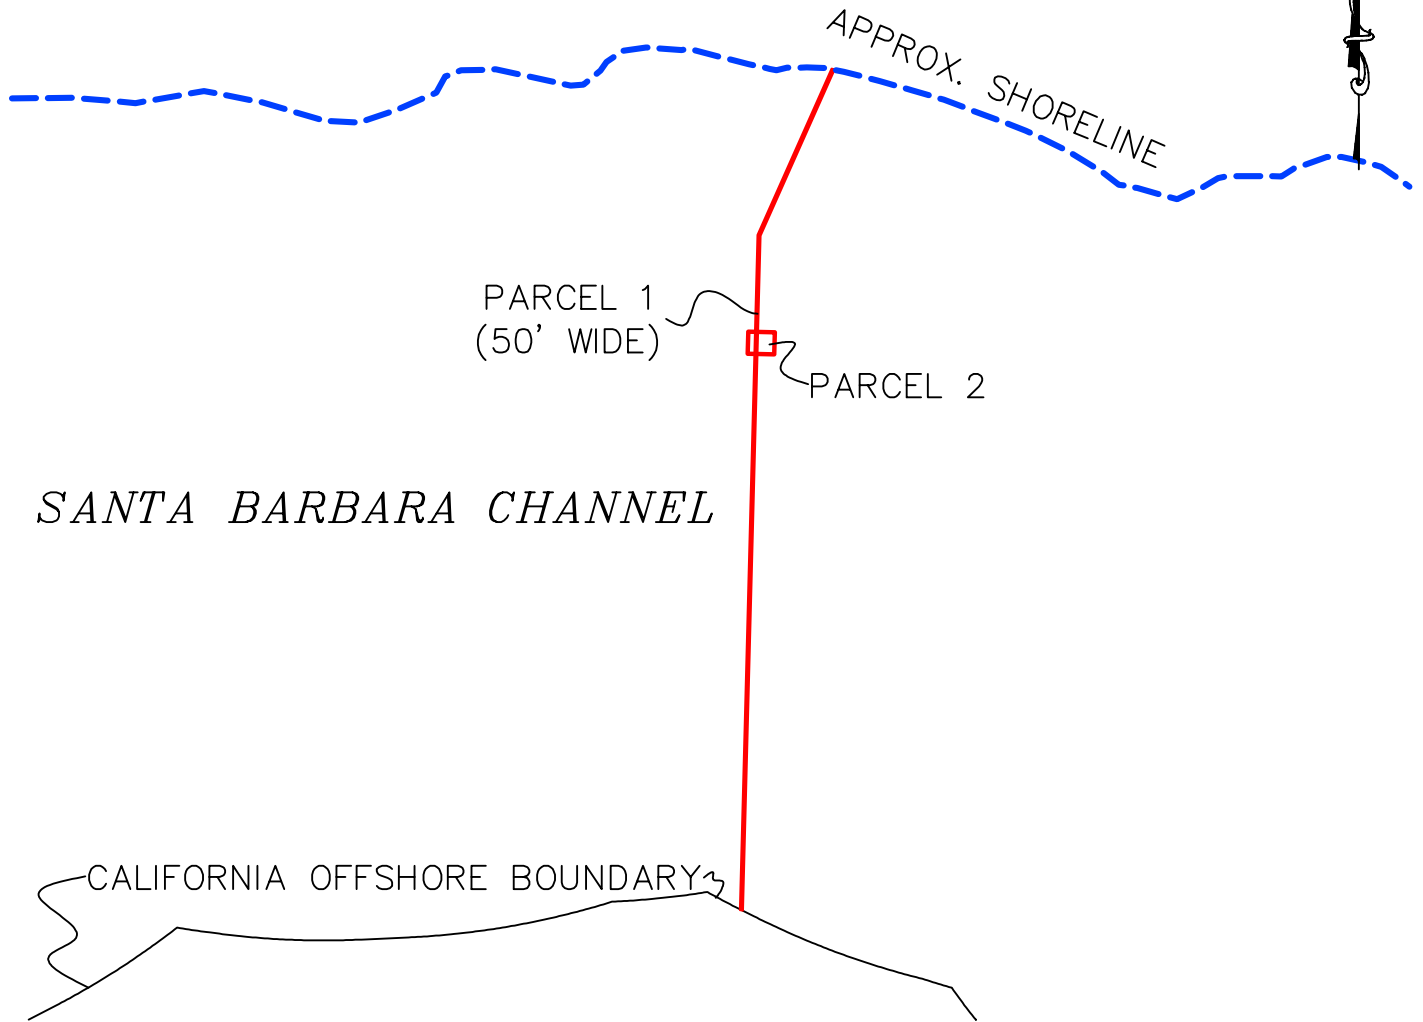 APPROX. SHORELINE
PARCEL 1
(50' WIDE)
PARCEL 2
SANTA BARBARA CHANNEL
CALIFORNIA OFFSHORE BOUNDARY